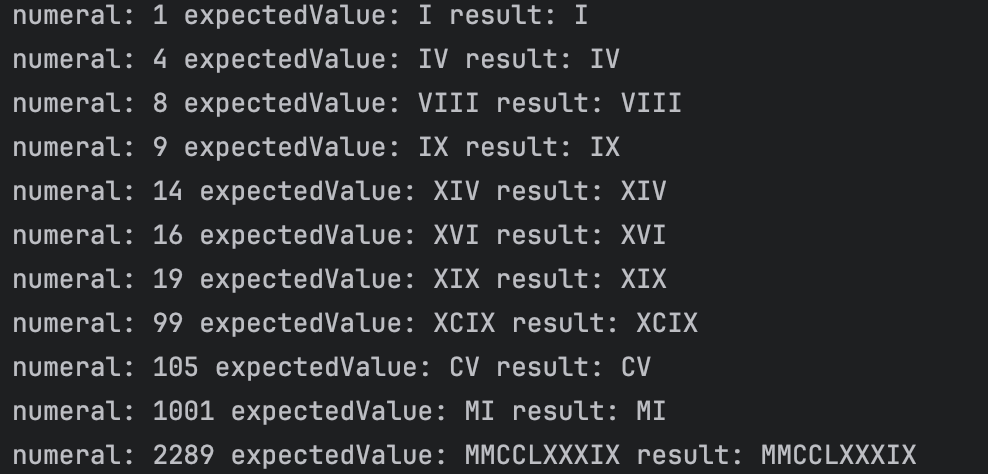 numeral: 1 expectedValue: I result: I
numeral: 4 expectedValue: IV result: IV
numeral: 8 expectedValue: VIII result: VIII
numeral: 9 expectedValue: IX result: IX
numeral: 14 expectedValue: XIV result: XIV
numeral: 16 expectedValue: XVI result: XVI
numeral: 19 expectedValue: XIX result: XIX
numeral: 99 expectedValue: XCIX result: XCIX
numeral: 105 expectedValue: CV result: CV
numeral: 1001 expectedValue: MI result: MI
numeral: 2289 expectedValue: MMCCLXXXIX result: MMCCLXXXIX